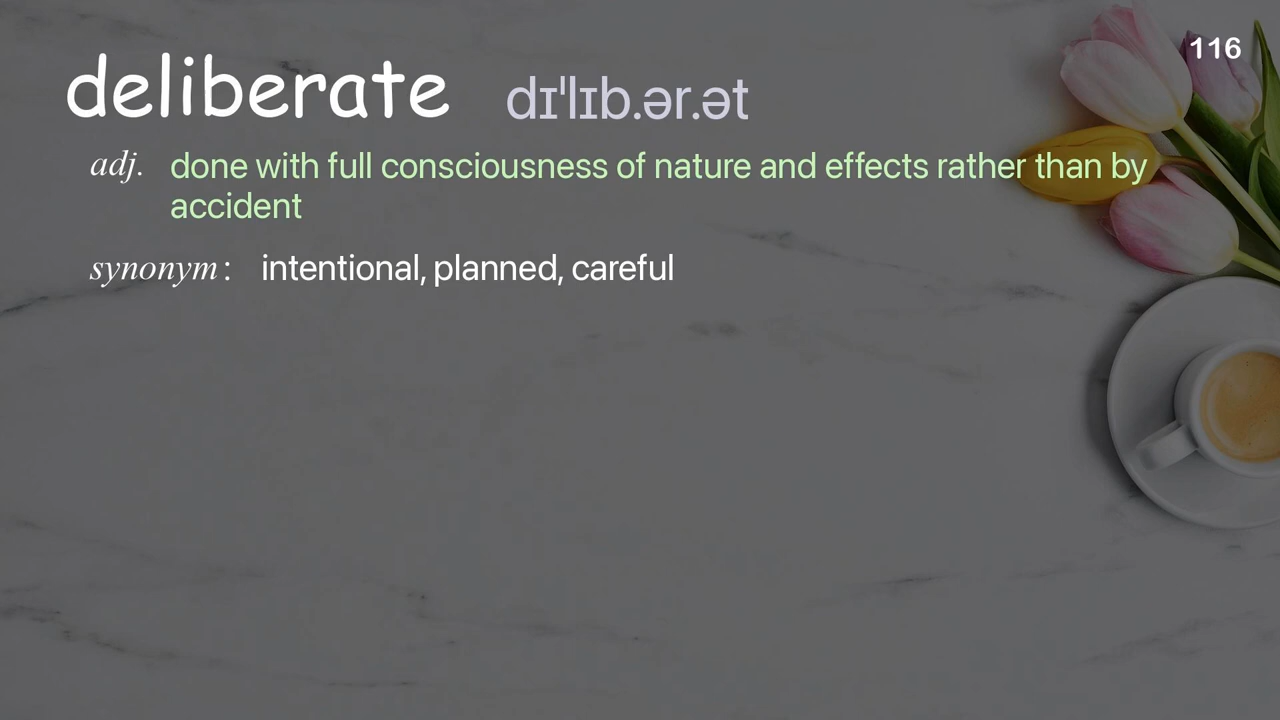 116
deliberate dɪˈlɪb.ər.ət
adj. done with full consciousness of nature and effects rather than by
accident
synonym: intentional, planned, careful